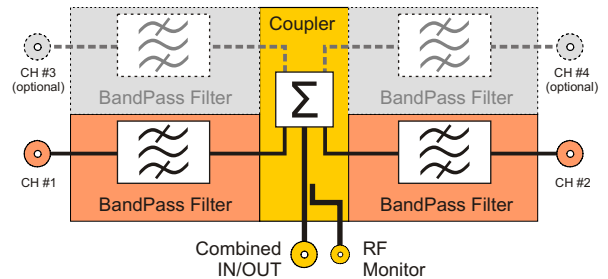 Coupler
CH #3
(optional)
BandPass Filter
BandPass Filter
CH #4
(optional)
Σ
CH #1
BandPass Filter
BandPass Filter
CH #2
Combined
IN/OUT
RF
Monitor